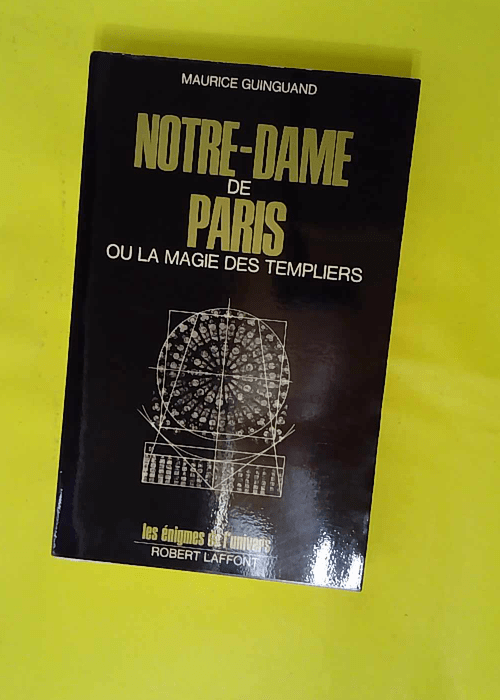 MAURICE GUINGUAND
NOTRE-DAME
DE
PARIS
OU LA MAGIE DES TEMPLIERS
les énigmes de l'univers
ROBERT LAFFONT